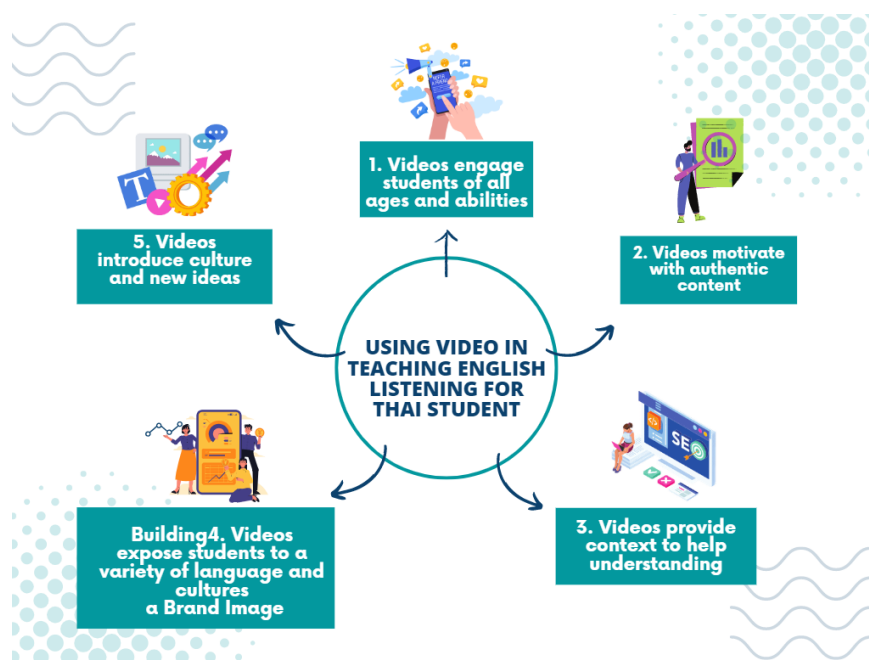 1. Videos engage
students of all
ages and abilities
2. Videos motivate
with authentic
content
3. Videos provide
context to help
understanding
Building4. Videos
expose students to a
variety of language and
cultures
a Brand Image
5. Videos
introduce culture
and new ideas
USING VIDEO IN
TEACHING ENGLISH
LISTENING FOR
THAI STUDENT
SEO
T